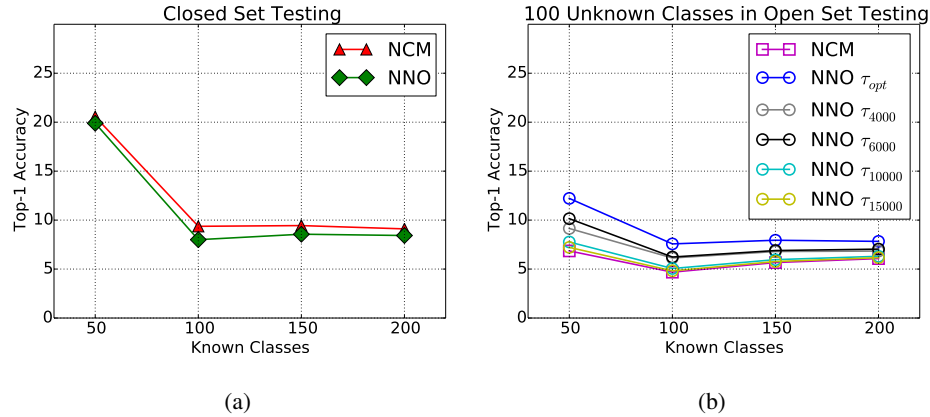 Closed Set Testing
NCM
NNO
25
20
15
10
5
0
50 100 150 200
Top-1 Accuracy
Known Classes
(a)
100 Unknown Classes in Open Set Testing
NCM
NNO τopt
NNO τ4000
NNO τ6000
NNO τ10000
NNO τ15000
25
20
15
10
5
0
50 100 150 200
Top-1 Accuracy
Known Classes
(b)